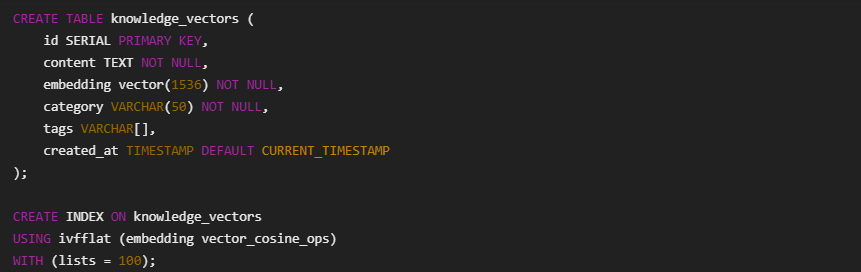 CREATE TABLE knowledge_vectors (
    id SERIAL PRIMARY KEY,
    content TEXT NOT NULL,
    embedding vector(1536) NOT NULL,
    category VARCHAR(50) NOT NULL,
    tags VARCHAR[],
    created_at TIMESTAMP DEFAULT CURRENT_TIMESTAMP
);

CREATE INDEX ON knowledge_vectors
USING ivfflat (embedding vector_cosine_ops)
WITH (lists = 100);